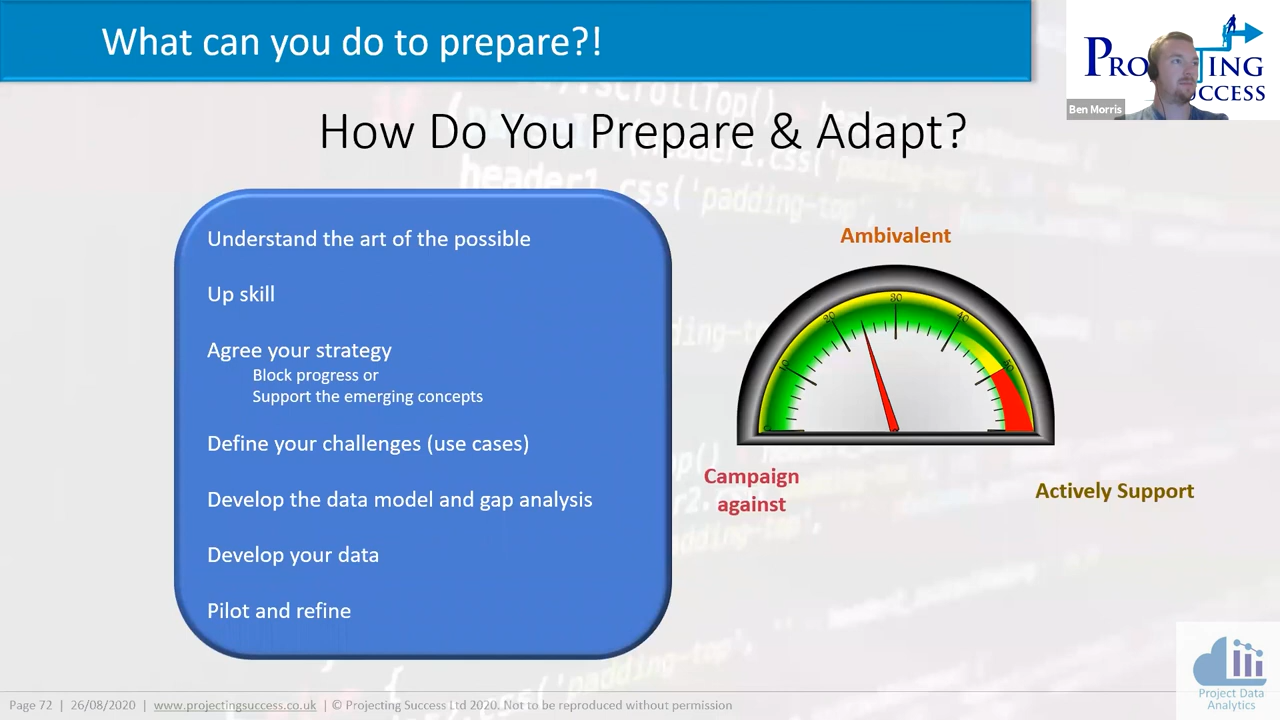 What can you do to prepare?!
How Do You Prepare & Adapt?
Understand the art of the possible
Up skill
Agree your strategy
Block progress or
Support the emerging concepts
Define your challenges (use cases)
Develop the data model and gap analysis
Develop your data
Pilot and refine
Ambivalent
10 20 30 40
Campaign
against
Actively Support
Ben Morris
Project Data
Analytics
Page 72 | 26/08/2020 | www.projectingsuccess.co.uk | © Projecting Success Ltd 2020. Not to be reproduced without permission